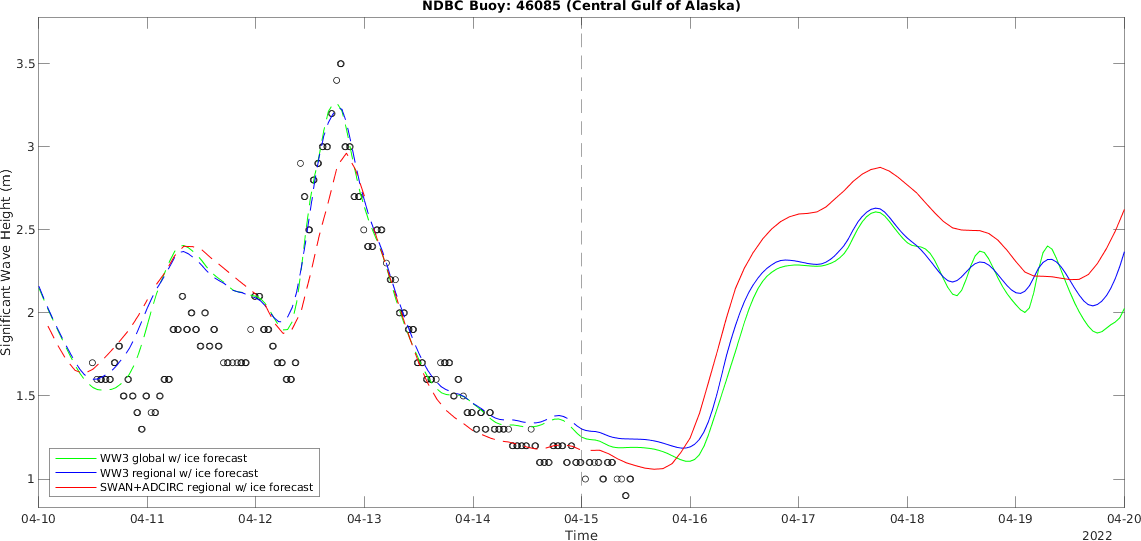 NDBC Buoy: 46085 (Central Gulf of Alaska)
3.5
3
2.5
2
1.5
1
Significant Wave Height (m)
WW3 global w/ ice forecast
WW3 regional w/ ice forecast
SWAN+ADCIRC regional w/ ice forecast
04-10 04-11 04-12 04-13 04-14 04-15 04-16 04-17 04-18 04-19 04-20
Time
2022